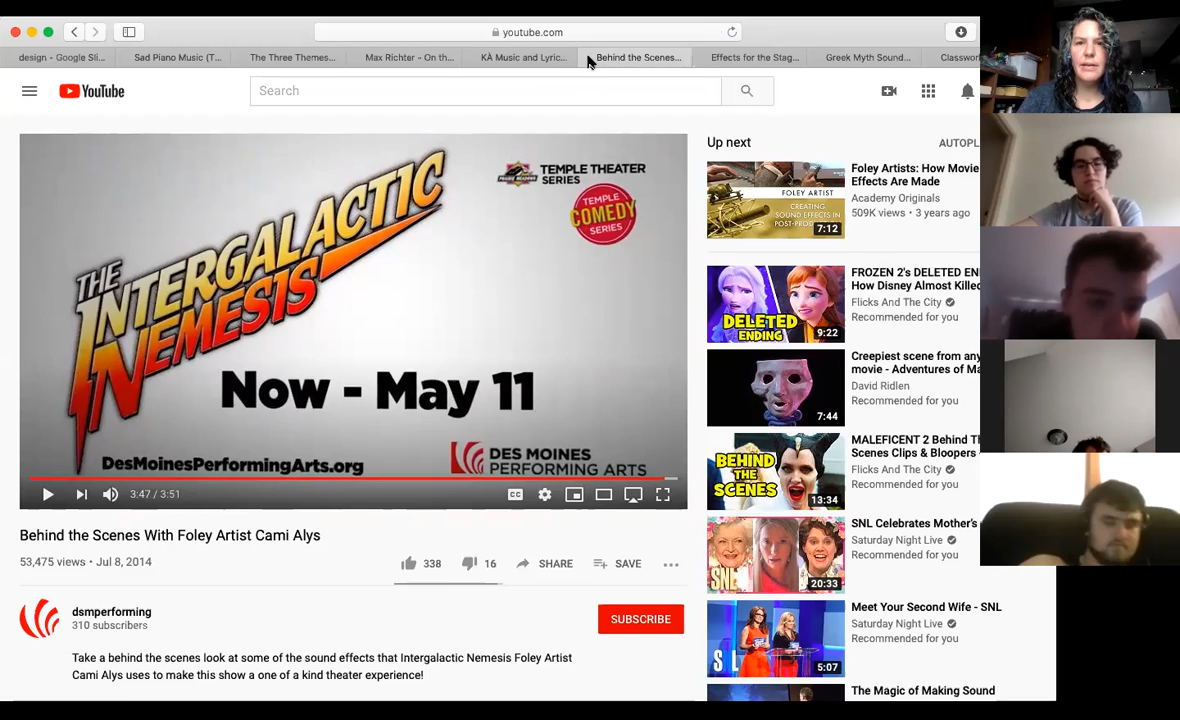 youtube.com
design - Google Sli...
Sad Piano Music (T...
The Three Themes...
Max Richter - On th...
KÀ Music and Lyric...
Behind the Scenes...
Effects for the Stag...
Greek Myth Sound...
Classwor
YouTube
Search
THE
INTERGALACTIC
NEMESIS
TEMPLE THEATER
SERIES
TEMPLE
COMEDY
SERIES
Now - May 11
DesMoinesPerformingArts.org
DES MOINES
PERFORMING ARTS
CC
3:47 / 3:51
Behind the Scenes With Foley Artist Cami Alys
53,475 views • Jul 8, 2014
338
16
SHARE
SAVE
dsmperforming
310 subscribers
SUBSCRIBE
Take a behind the scenes look at some of the sound effects that Intergalactic Nemesis Foley Artist
Cami Alys uses to make this show a one of a kind theater experience!
Up next
AUTOPL
FOLEY ARTIST
CREATING
SOUND EFFECTS IN
POST-PROD
7:12
Foley Artists: How Movie
Effects Are Made
Academy Originals
509K views • 3 years ago
DELETED
ENDING
9:22
FROZEN 2's DELETED EN
How Disney Almost Killed
Flicks And The City
Recommended for you
7:44
Creepiest scene from any
movie - Adventures of Ma
David Ridlen
Recommended for you
BEHIND
THE
SCENES
13:34
MALEFICENT 2 Behind Th
Scenes Clips & Bloopers
Flicks And The City
Recommended for you
SNL
20:33
SNL Celebrates Mother's
Saturday Night Live
Recommended for you
S L
5:07
Meet Your Second Wife - SNL
Saturday Night Live
Recommended for you
The Magic of Making Sound